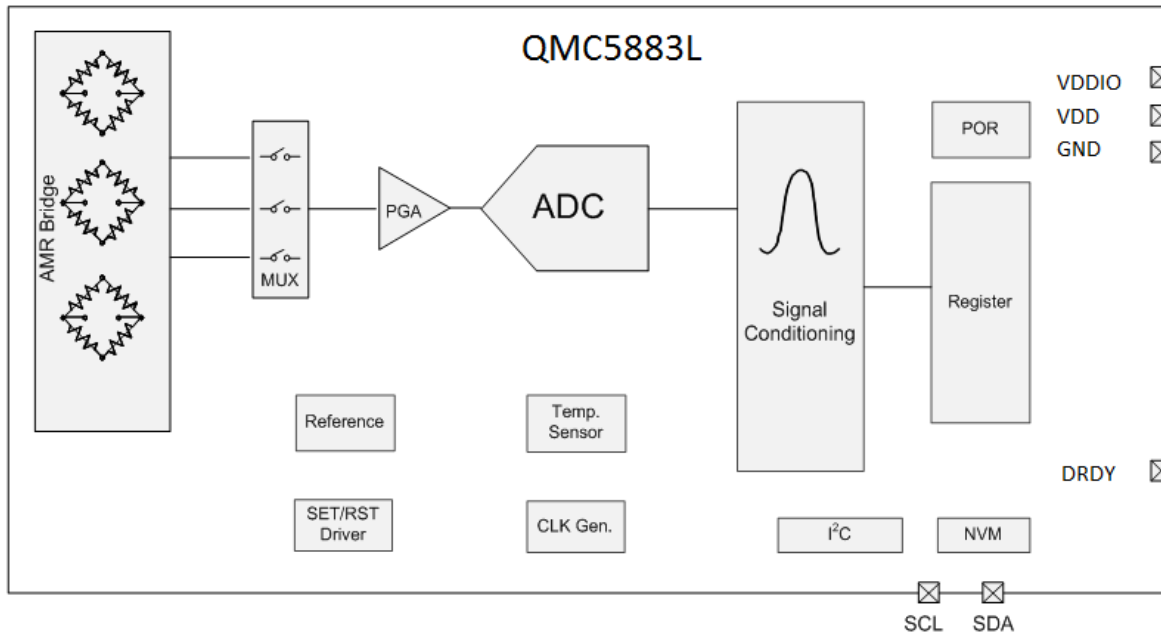 QMC5883L
AMR Bridge
MUX
PGA
ADC
Signal
Conditioning
POR
Register
VDDIO
VDD
GND
Reference
Temp.
Sensor
DRDY
SET/RST
Driver
CLK Gen.
I²C
NVM
SCL
SDA